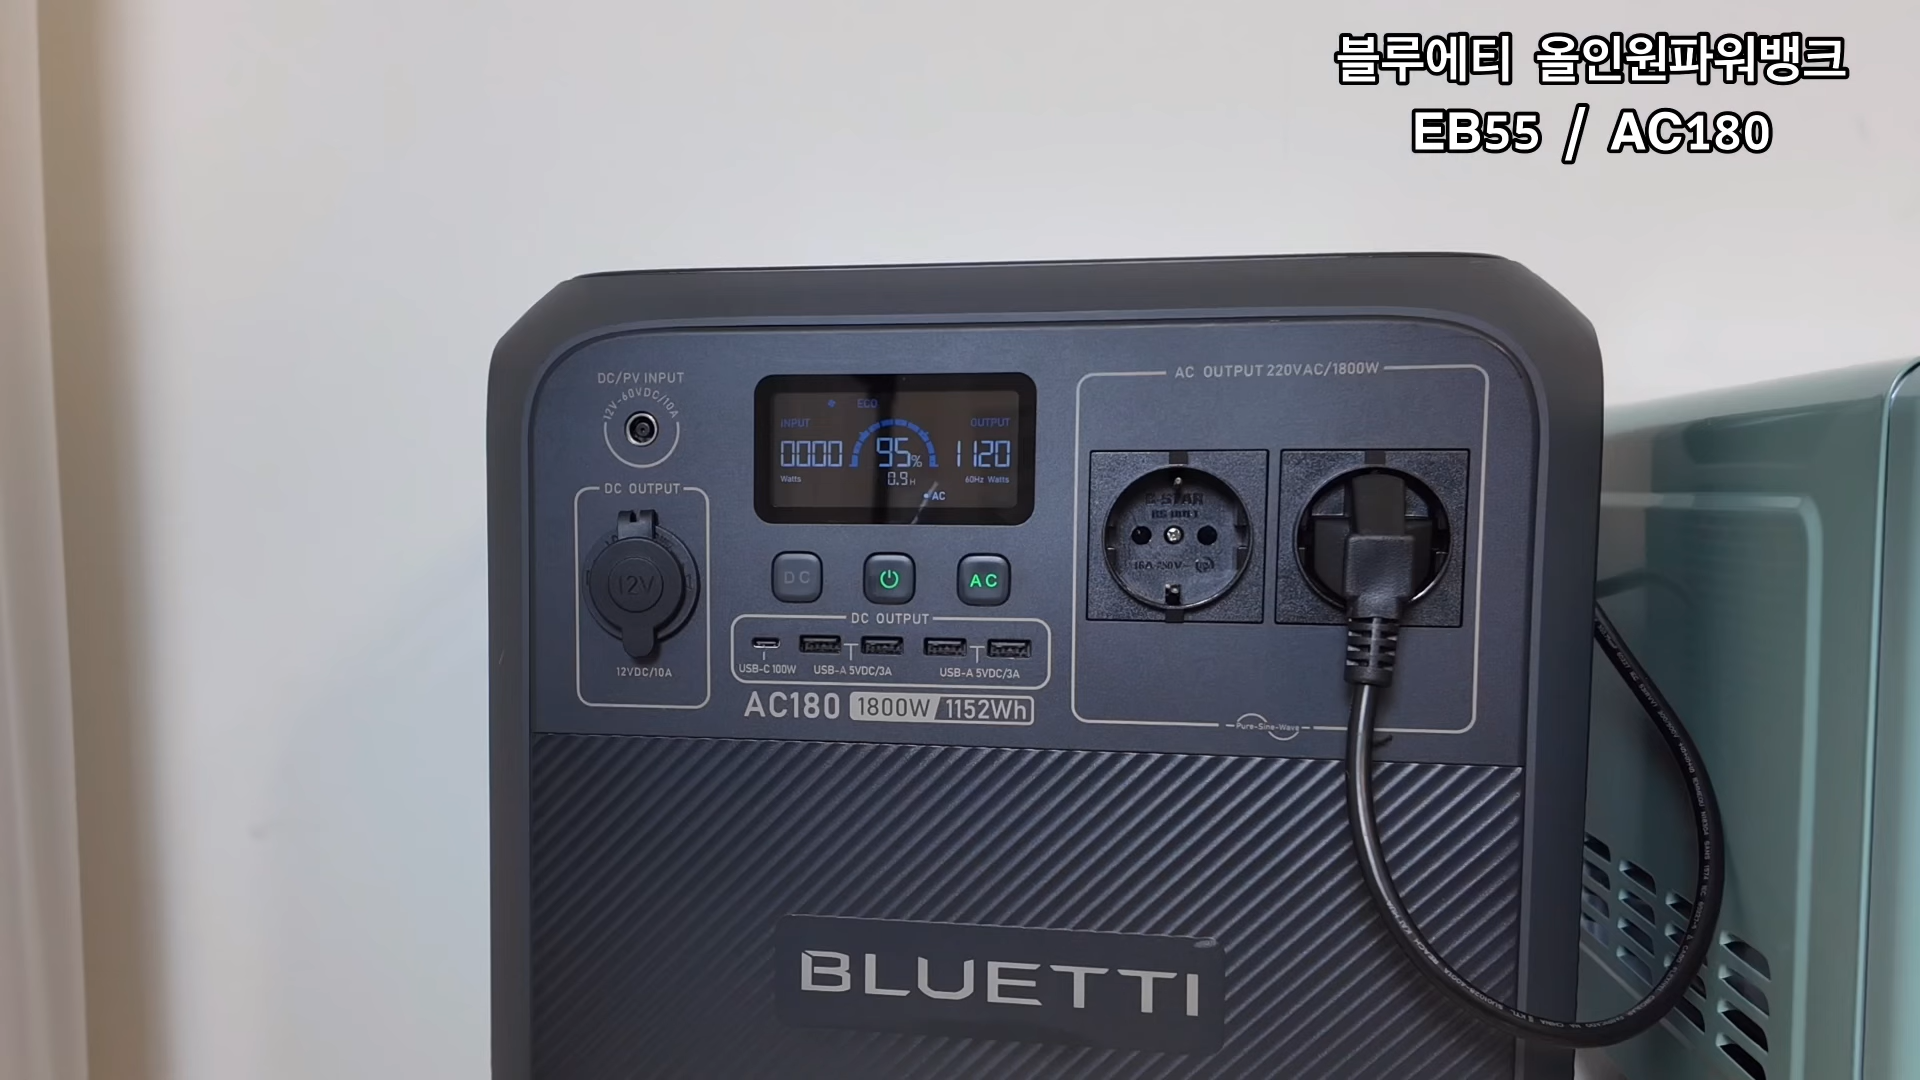 블루에티 올인원파워뱅크
EB55 / AC180
DC/PV INPUT
12V-60VDC/10A
DC OUTPUT
12V
12VDC/10A
ECO
INPUT
OUTPUT
0000
95%
1120
Watts
0.9H
60Hz Watts
AC
DC
AC
DC OUTPUT
USB-C 100W
USB-A 5VDC/3A
USB-A 5VDC/3A
AC180 1800W/1152Wh
AC OUTPUT 220VAC/1800W
Pure-Sine-Wave
BLUETTI